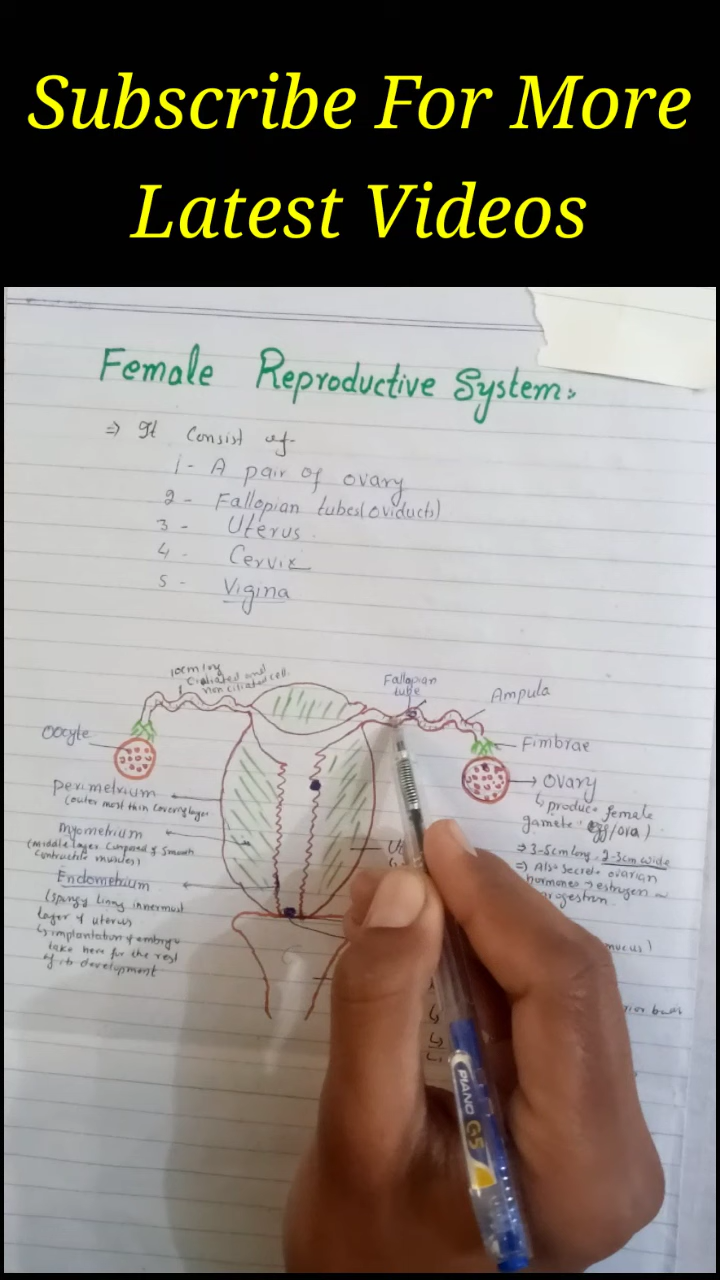 Subscribe For More
Latest Videos
Female Reproductive System:
⇒ It Consist of
1- A pair of ovary
2- Fallopian tubes(oviducts)
3- Uterus
4- Cervix
5- Vigina
10cm long
Ciliated and
non ciliated cell.
Fallopian
tube
Ampula
Oocyte
Fimbrae
→ Ovary
↳ produce female
gamete. egg/ova)
⇒ 3-5cm long, 2-3cm wide
⇒ Also secrete ovarian
hormones → estrogen
Perimetrium
(outer most thin covering layer
Myometrium
(middle layer composed of smooth
contractile muscles)
Endometrium
(spongy lining innermost
layer of uterus
↳ implantation of embryo
take here for the rest
of its development
mucus)
PIANO G5